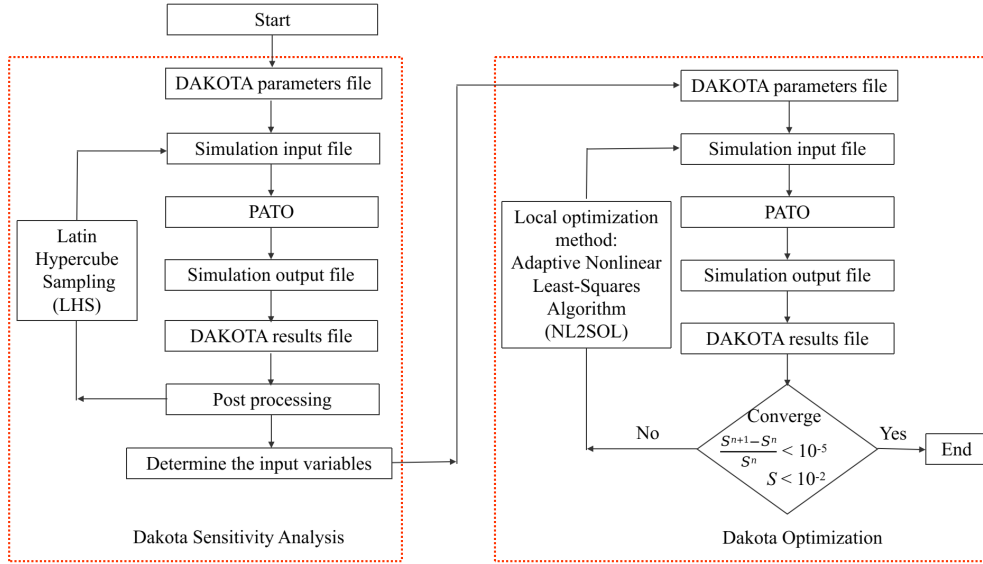 Start
DAKOTA parameters file
Simulation input file
PATO
Simulation output file
DAKOTA results file
Post processing
Determine the input variables
Latin
Hypercube
Sampling
(LHS)
Dakota Sensitivity Analysis
DAKOTA parameters file
Simulation input file
PATO
Simulation output file
DAKOTA results file
Local optimization
method:
Adaptive Nonlinear
Least-Squares
Algorithm
(NL2SOL)
Converge
(Sⁿ⁺¹−Sⁿ)/Sⁿ < 10⁻⁵
S < 10⁻²
No
Yes
End
Dakota Optimization